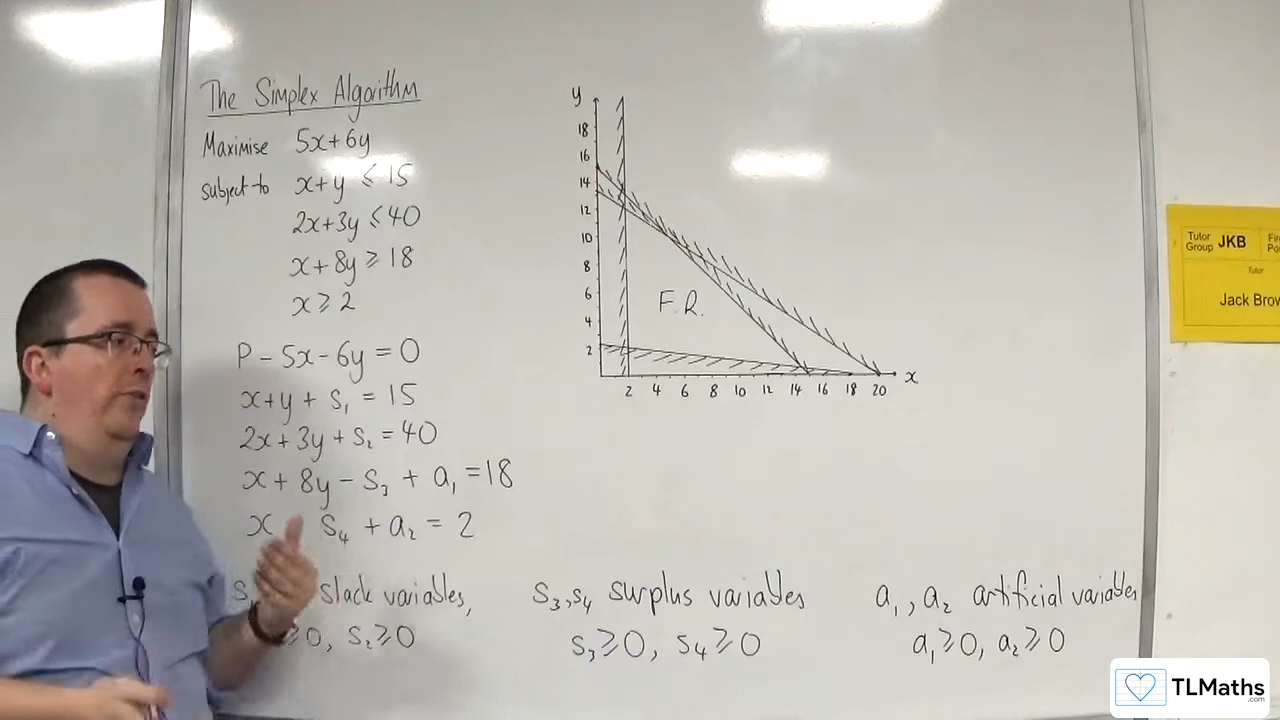 The Simplex Algorithm
Maximise 5x+6y
subject to x+y ≤ 15
2x+3y ≤ 40
x+8y ≥ 18
x ≥ 2
P - 5x - 6y = 0
x+y + s₁ = 15
2x+3y + s₂ = 40
x + 8y - s₃ + a₁ = 18
x s₄ + a₂ = 2
s slack variables,
≥0, s₂≥0
s₃,s₄ surplus variables
s₃≥0, s₄≥0
a₁, a₂ artificial variables
a₁≥0, a₂≥0
y
18
16
14
12
10
8
6
4
2
F.R.
2 4 6 8 10 12 14 16 18 20 x
Tutor Group JKB
Tutor
Jack
TLMaths
.com